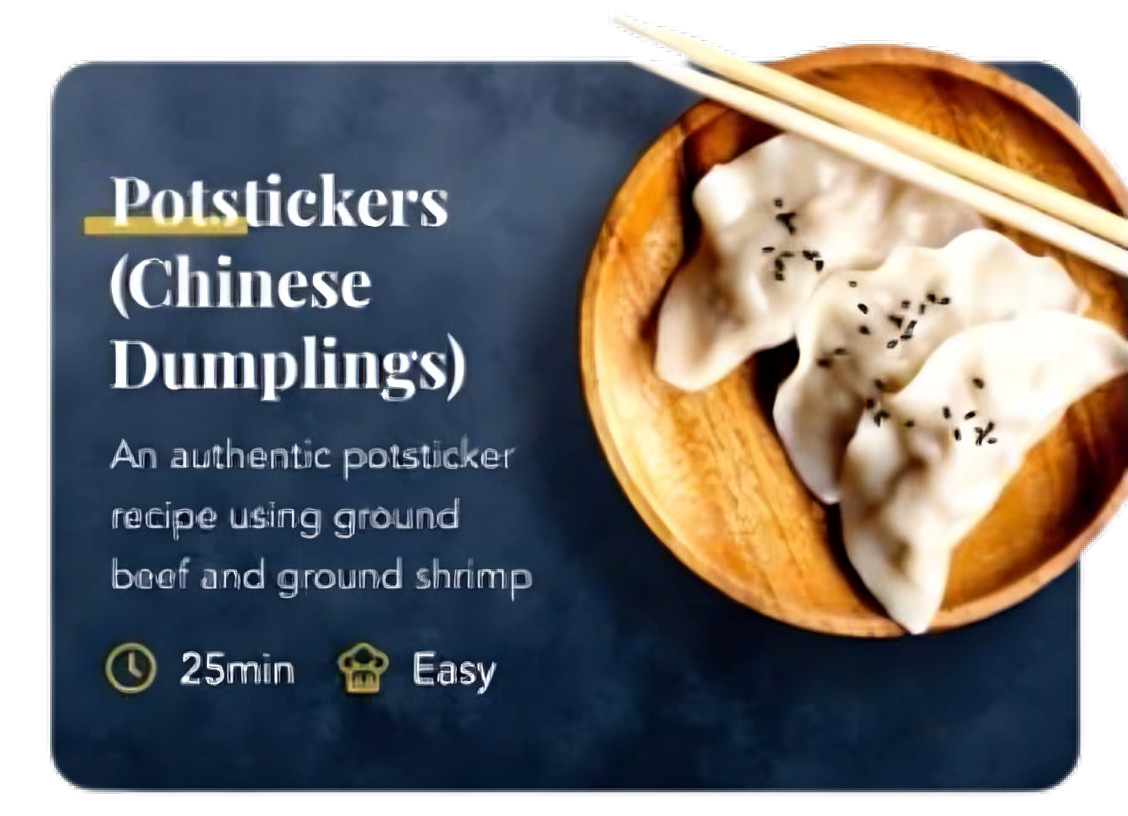 Potstickers
(Chinese
Dumplings)
An authentic potsticker
recipe using ground
beef and ground shrimp
25min Easy